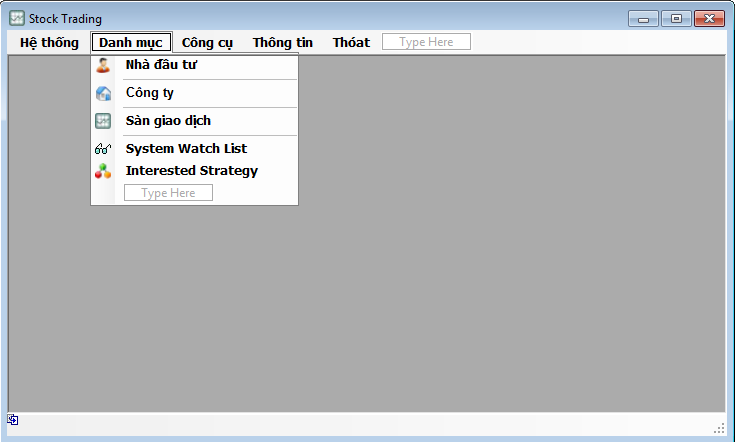 Stock Trading
Hệ thống Danh mục Công cụ Thông tin Thóat Type Here
Nhà đầu tư
Công ty
Sàn giao dịch
System Watch List
Interested Strategy
Type Here